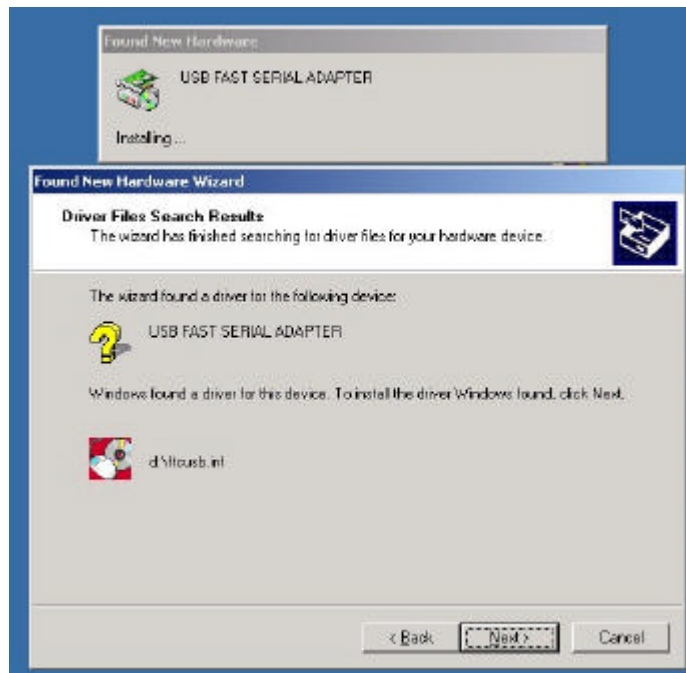 Found New Hardware
USB FAST SERIAL ADAPTER
Installing ...
Found New Hardware Wizard
Driver Files Search Results
The wizard has finished searching for driver files for your hardware device.
The wizard found a driver for the following device:
USB FAST SERIAL ADAPTER
Windows found a driver for this device. To install the driver Windows found, click Next.
< Back
Next >
Cancel